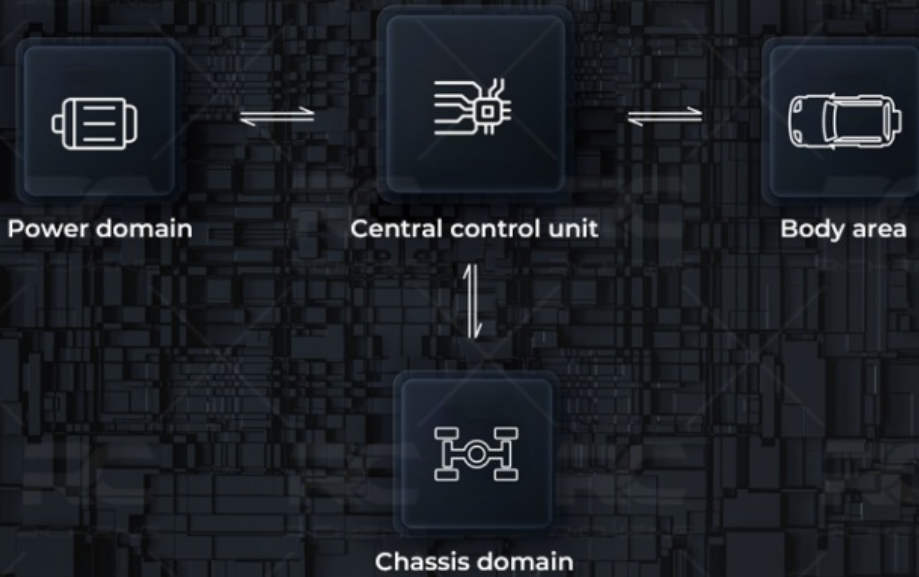 Power domain
Central control unit
Body area
Chassis domain